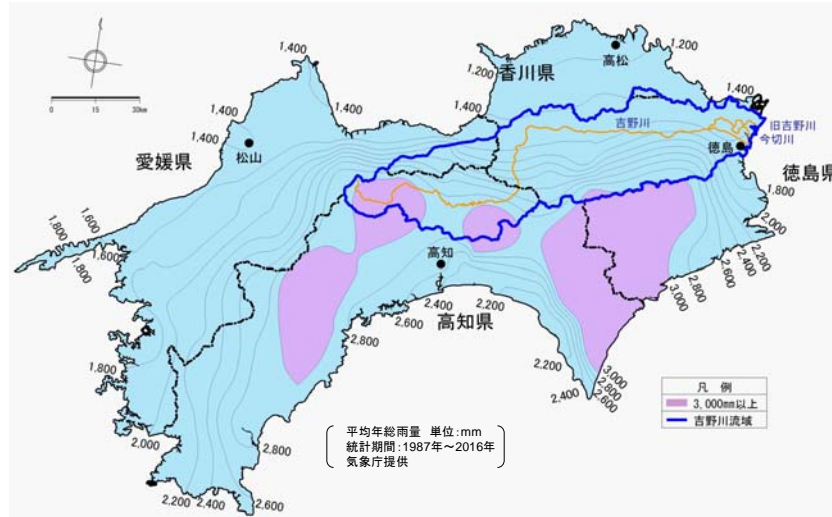 1,400
1,200
高松
香川県
1,200
1,400
0 15 30km
1,400
1,400
1,400
吉野川
旧吉野川
今切川
1,400
松山
愛媛県
徳島
徳島県
1,800
2,000
2,200
2,400
2,600
2,800
3,000
1,600
1,800
1,600
1,800
高知
2,400
2,200
2,600
高知県
2,800
2,200
2,400
3,000
2,800
2,600
1,800
凡 例
3,000mm以上
吉野川流域
平均年総雨量 単位:mm
統計期間:1987年~2016年
気象庁提供
2,000
2,800
2,200
2,400
2,600